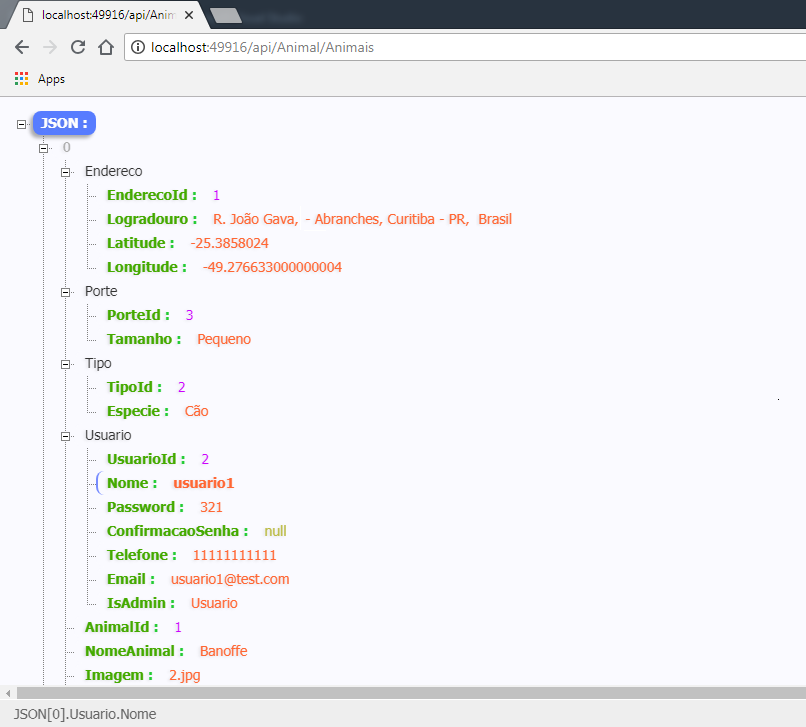 localhost:49916/api/Anim
localhost:49916/api/Animal/Animais
Apps
JSON :
0
Endereco
EnderecoId : 1
Logradouro : R. João Gava, - Abranches, Curitiba - PR, Brasil
Latitude : -25.3858024
Longitude : -49.276633000000004
Porte
PorteId : 3
Tamanho : Pequeno
Tipo
TipoId : 2
Especie : Cão
Usuario
UsuarioId : 2
Nome : usuario1
Password : 321
ConfirmacaoSenha : null
Telefone : 11111111111
Email : usuario1@test.com
IsAdmin : Usuario
AnimalId : 1
NomeAnimal : Banoffe
Imagem : 2.jpg
JSON[0].Usuario.Nome